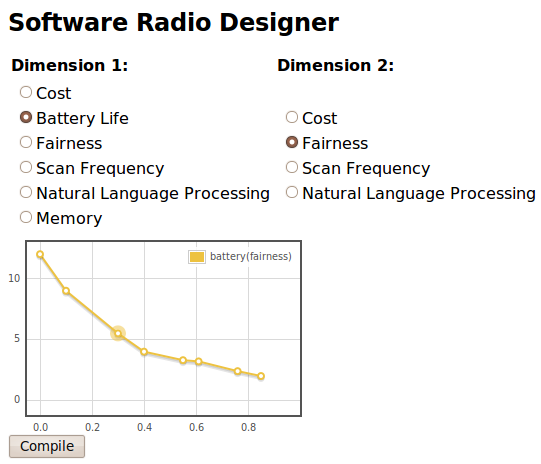 Software Radio Designer
Dimension 1: Dimension 2:
Cost
Battery Life Cost
Fairness Fairness
Scan Frequency Scan Frequency
Natural Language Processing Natural Language Processing
Memory
battery(fairness)
10
5
0
0.0 0.2 0.4 0.6 0.8
Compile